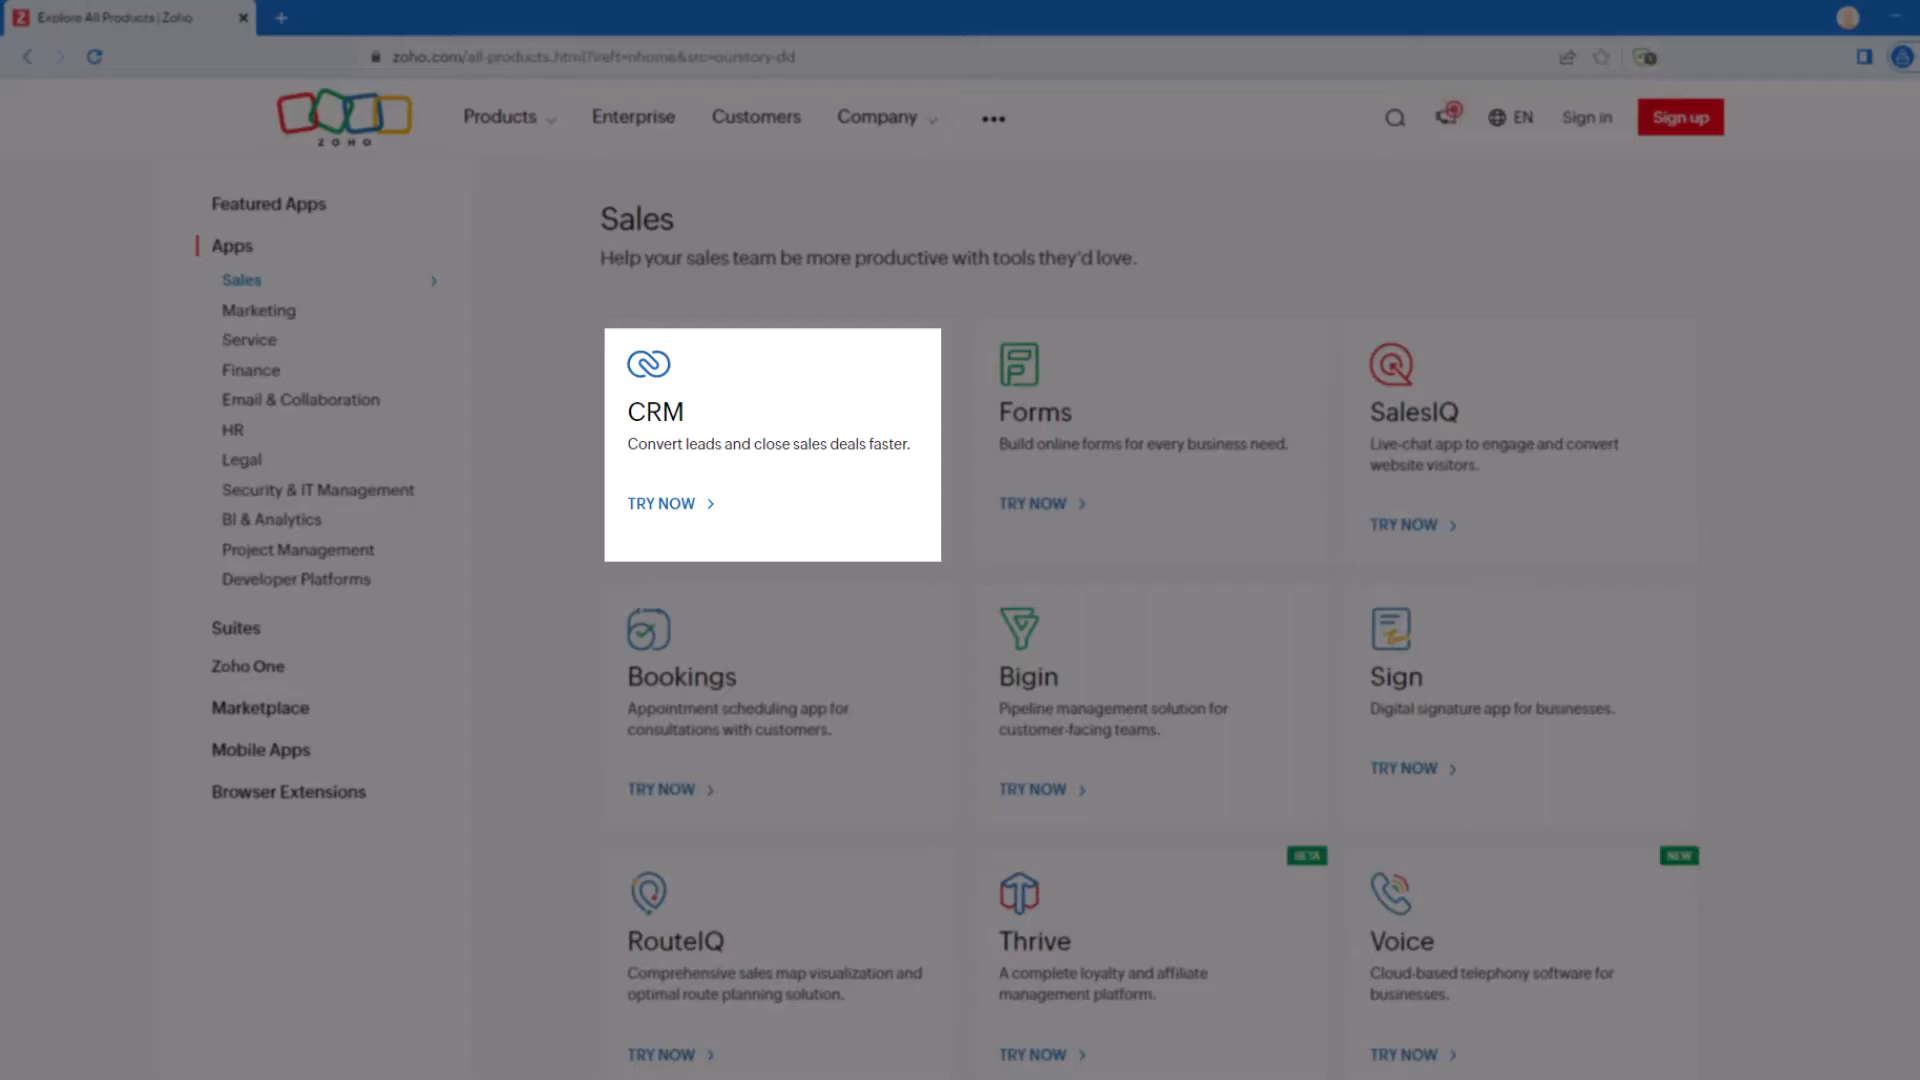 Explore All Products | Zoho
zoho.com/all-products.html?ireft=nhome&src=ourstory-dd
ZOHO
Products
Enterprise
Customers
Company
EN
Sign in
Sign up
Featured Apps
Apps
Sales
Marketing
Service
Finance
Email & Collaboration
HR
Legal
Security & IT Management
BI & Analytics
Project Management
Developer Platforms
Suites
Zoho One
Marketplace
Mobile Apps
Browser Extensions
Sales
Help your sales team be more productive with tools they'd love.
CRM
Convert leads and close sales deals faster.
TRY NOW
Forms
Build online forms for every business need.
TRY NOW
SalesIQ
Live-chat app to engage and convert
website visitors.
TRY NOW
Bookings
Appointment scheduling app for
consultations with customers.
TRY NOW
Bigin
Pipeline management solution for
customer-facing teams.
TRY NOW
Sign
Digital signature app for businesses.
TRY NOW
RouteIQ
Comprehensive sales map visualization and
optimal route planning solution.
TRY NOW
BETA
Thrive
A complete loyalty and affiliate
management platform.
TRY NOW
NEW
Voice
Cloud-based telephony software for
businesses.
TRY NOW